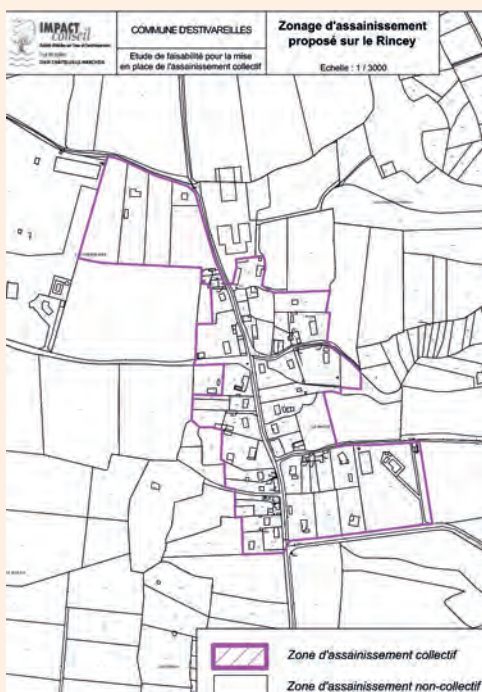 IMPACT
conseil
COMMUNE D'ESTIVAREILLES
Etude de faisabilité pour la mise
en place de l'assainissement collectif
Zonage d'assainissement
proposé sur le Rincey
Echelle : 1 / 3000
Zone d'assainissement collectif
Zone d'assainissement non-collectif